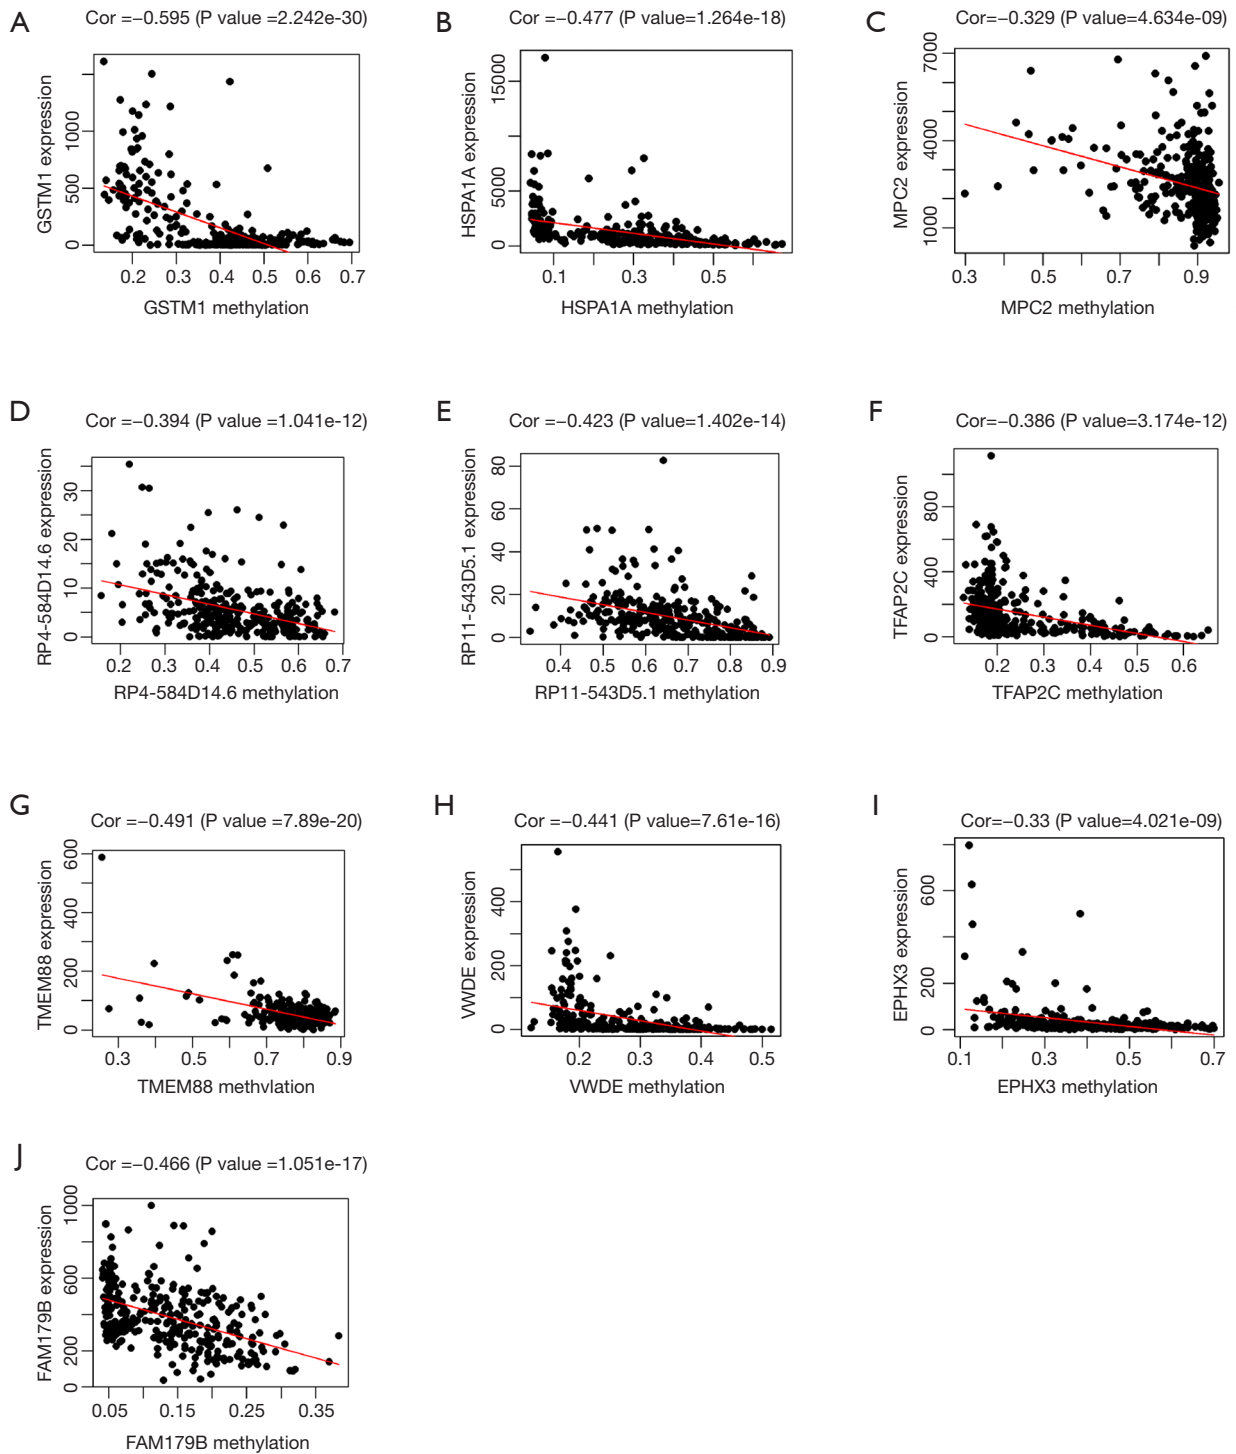 A
Cor =−0.595 (P value =2.242e-30)
GSTM1 expression
1000
500
0
0.2 0.3 0.4 0.5 0.6 0.7
GSTM1 methylation
B
Cor=−0.477 (P value=1.264e-18)
HSPA1A expression
15000
5000
0
0.1 0.3 0.5
HSPA1A methylation
C
Cor=−0.329 (P value=4.634e-09)
MPC2 expression
7000
4000
1000
0.3 0.5 0.7 0.9
MPC2 methylation
D
Cor =−0.394 (P value =1.041e-12)
RP4-584D14.6 expression
30
20
10
0
0.2 0.3 0.4 0.5 0.6 0.7
RP4-584D14.6 methylation
E
Cor =−0.423 (P value=1.402e-14)
RP11-543D5.1 expression
80
60
40
20
0
0.4 0.5 0.6 0.7 0.8 0.9
RP11-543D5.1 methylation
F
Cor=−0.386 (P value=3.174e-12)
TFAP2C expression
800
400
0
0.2 0.3 0.4 0.5 0.6
TFAP2C methylation
G
Cor =−0.491 (P value =7.89e-20)
TMEM88 expression
600
400
200
0
0.3 0.5 0.7 0.9
TMEM88 methvlation
H
Cor =−0.441 (P value=7.61e-16)
VWDE expression
400
200
0
0.2 0.3 0.4 0.5
VWDE methylation
I
Cor=−0.33 (P value=4.021e-09)
EPHX3 expression
600
200
0
0.1 0.3 0.5 0.7
EPHX3 methylation
J
Cor =−0.466 (P value =1.051e-17)
FAM179B expression
1000
600
200
0
0.05 0.15 0.25 0.35
FAM179B methylation